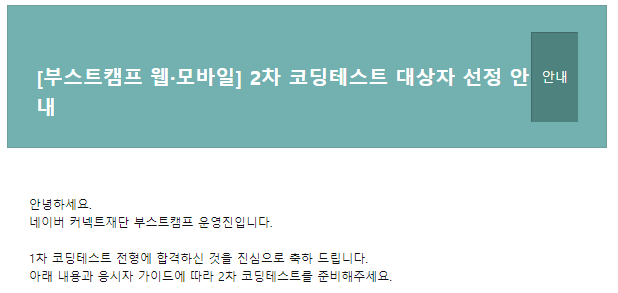 [부스트캠프 웹·모바일] 2차 코딩테스트 대상자 선정 안
내
안내
안녕하세요.
네이버 커넥트재단 부스트캠프 운영진입니다.
1차 코딩테스트 전형에 합격하신 것을 진심으로 축하 드립니다.
아래 내용과 응시자 가이드에 따라 2차 코딩테스트를 준비해주세요.